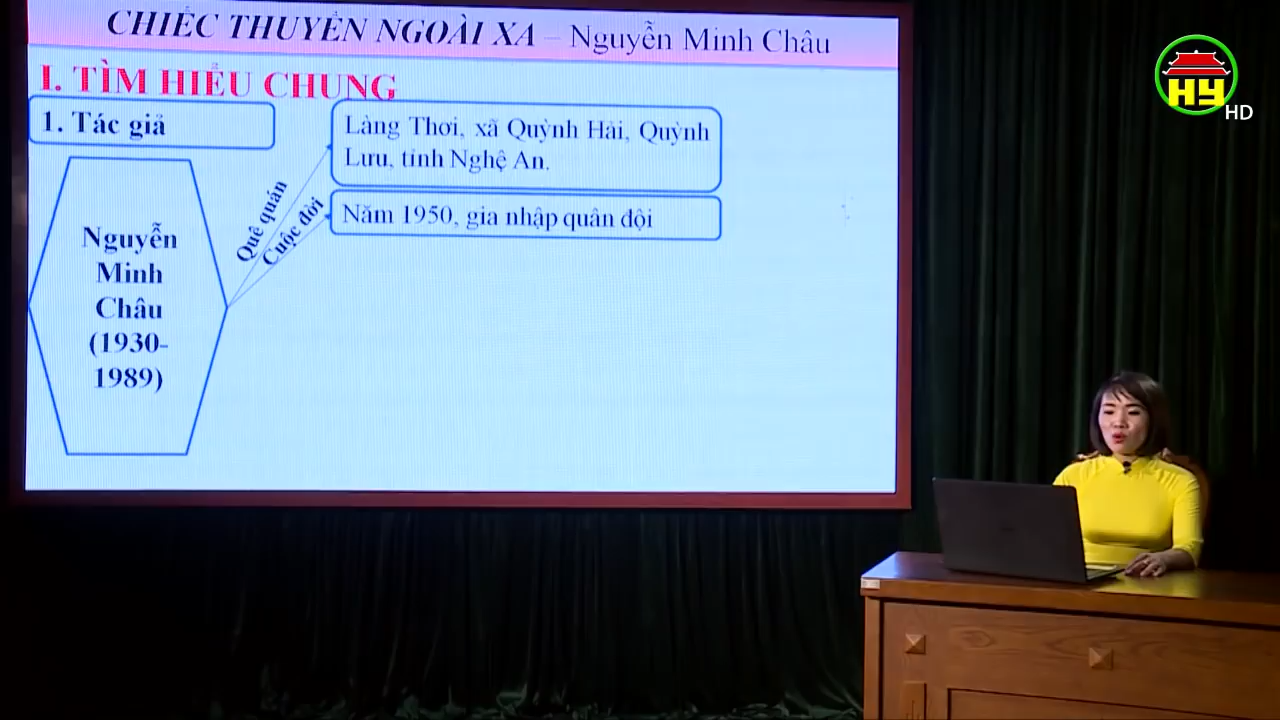 CHIẾC THUYỀN NGOÀI XA – Nguyễn Minh Châu
I. TÌM HIỂU CHUNG
1. Tác giả
Làng Thơi, xã Quỳnh Hải, Quỳnh
Lưu, tỉnh Nghệ An.
Quê quán
Cuộc đời
Năm 1950, gia nhập quân đội
Nguyễn
Minh
Châu
(1930-
1989)
HY
HD